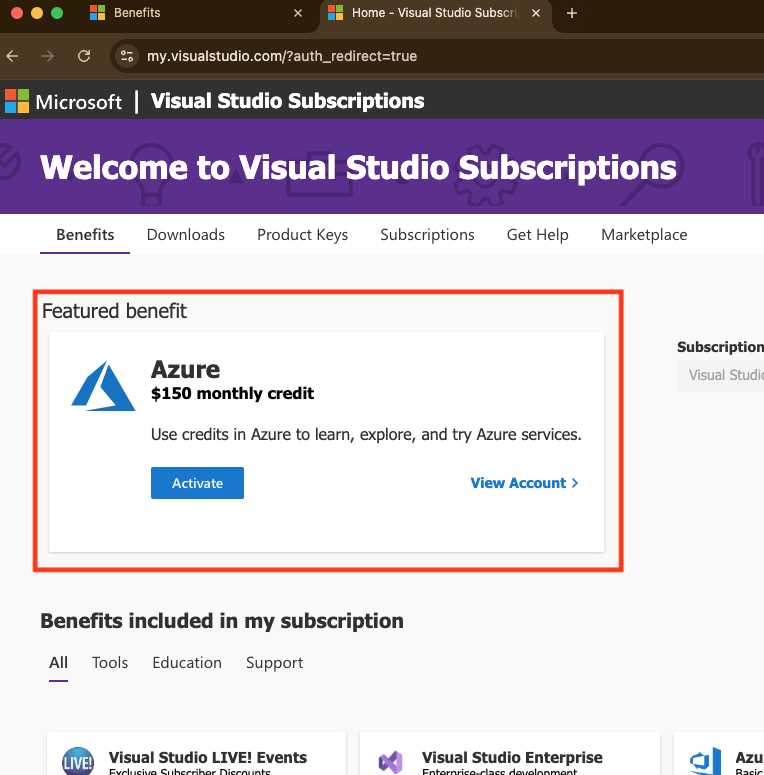 Benefits
Home - Visual Studio Subscri
my.visualstudio.com/?auth_redirect=true
Microsoft | Visual Studio Subscriptions
Welcome to Visual Studio Subscriptions
Benefits Downloads Product Keys Subscriptions Get Help Marketplace
Featured benefit
Azure
$150 monthly credit
Use credits in Azure to learn, explore, and try Azure services.
Activate
View Account
Subscription
Visual Studio
Benefits included in my subscription
All Tools Education Support
LIVE!
Visual Studio LIVE! Events
Exclusive Subscriber Discounts
Visual Studio Enterprise
Enterprise-class development
Azu
Basic